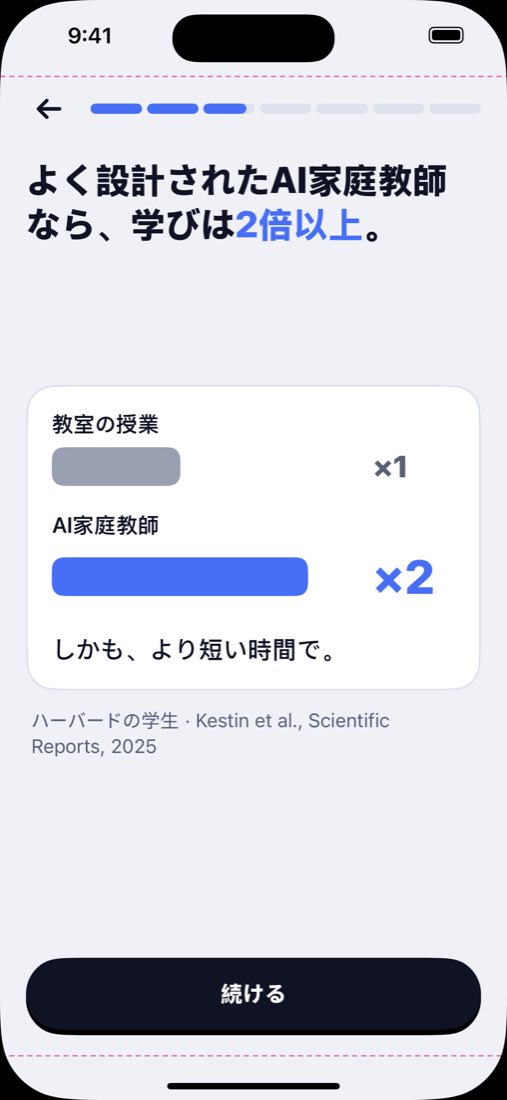 9:41
よく設計されたAI家庭教師
なら、学びは2倍以上。
教室の授業
×1
AI家庭教師
×2
しかも、より短い時間で。
ハーバードの学生 · Kestin et al., Scientific
Reports, 2025
続ける